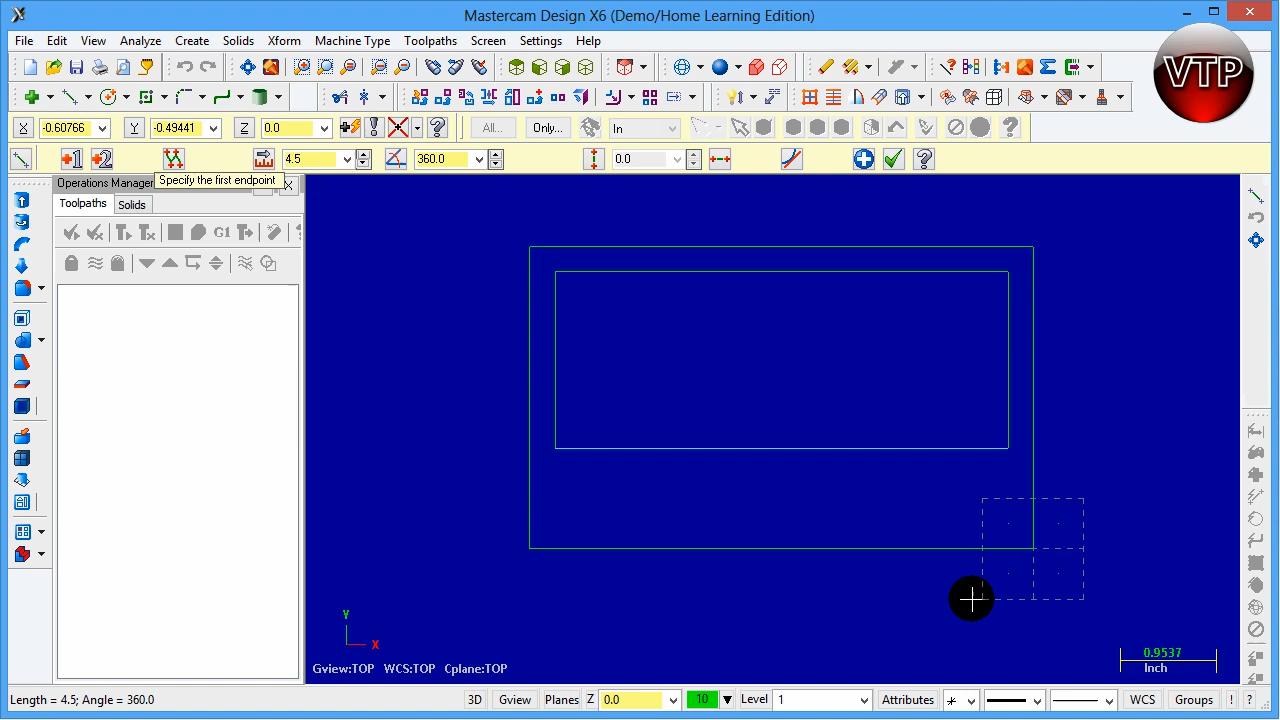 Mastercam Design X6 (Demo/Home Learning Edition)
File Edit View Analyze Create Solids Xform Machine Type Toolpaths Screen Settings Help
VTP
X -0.60766 Y -0.49441 Z 0.0 All... Only... In
+1 +2 4.5 360.0 0.0
Specify the first endpoint
Operations Manager
Toolpaths Solids
G1
Y
X
Gview:TOP WCS:TOP Cplane:TOP
0.9537
Inch
Length = 4.5; Angle = 360.0 3D Gview Planes Z 0.0 10 Level 1 Attributes WCS Groups ! ?